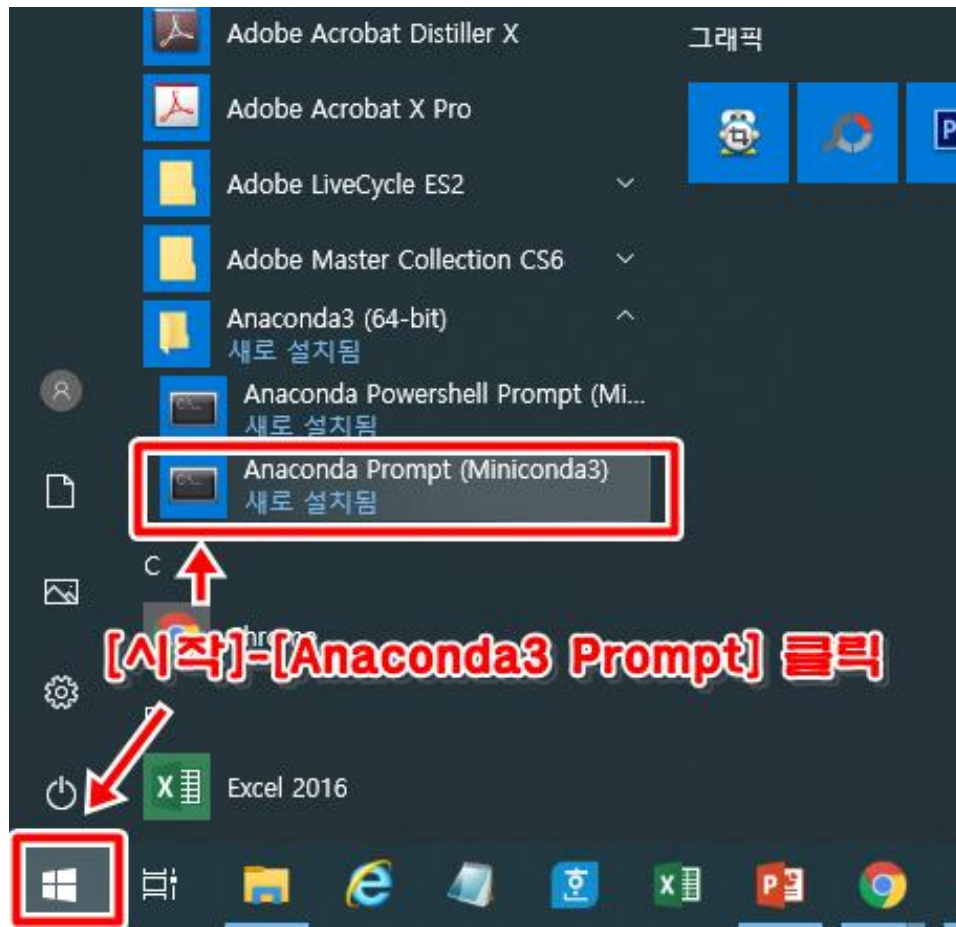 Adobe Acrobat Distiller X
그래픽
Adobe Acrobat X Pro
Adobe LiveCycle ES2
Adobe Master Collection CS6
Anaconda3 (64-bit)
새로 설치됨
Anaconda Powershell Prompt (Mi...
새로 설치됨
Anaconda Prompt (Miniconda3)
새로 설치됨
C
Chrome
[시작]-[Anaconda3 Prompt] 클릭
Excel 2016